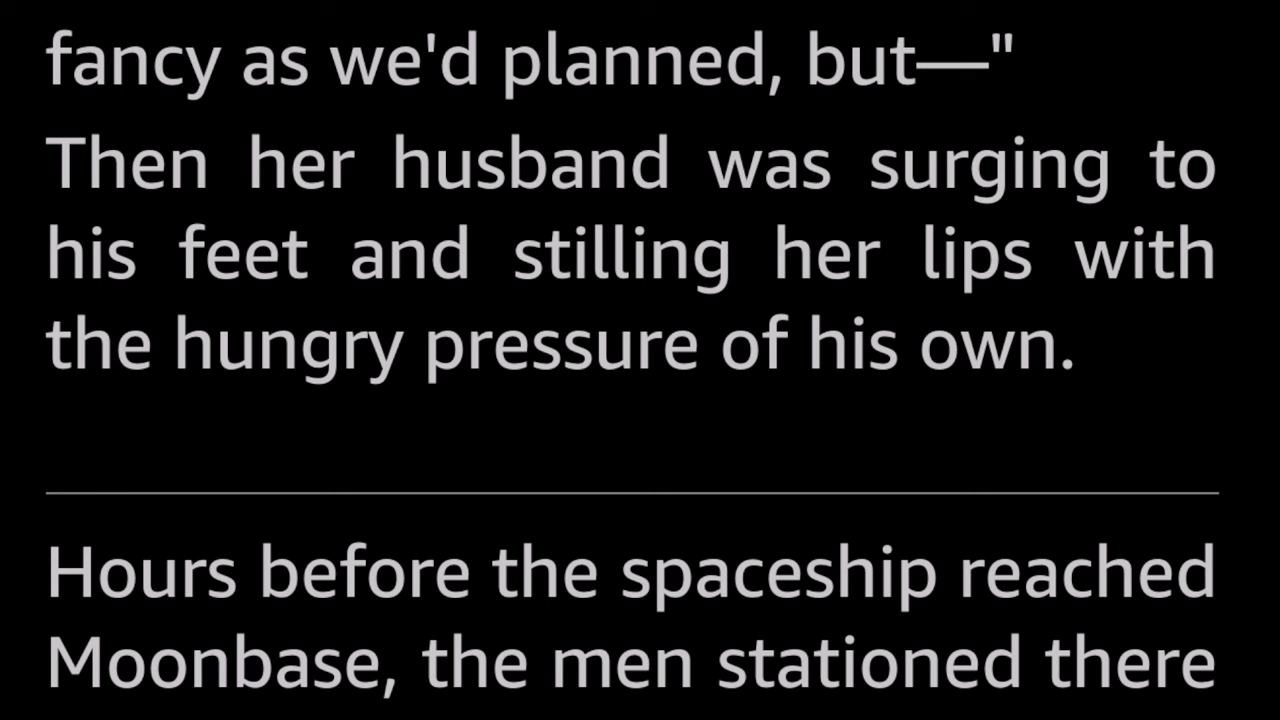 fancy as we'd planned, but—"
Then her husband was surging to
his feet and stilling her lips with
the hungry pressure of his own.
Hours before the spaceship reached
Moonbase, the men stationed there